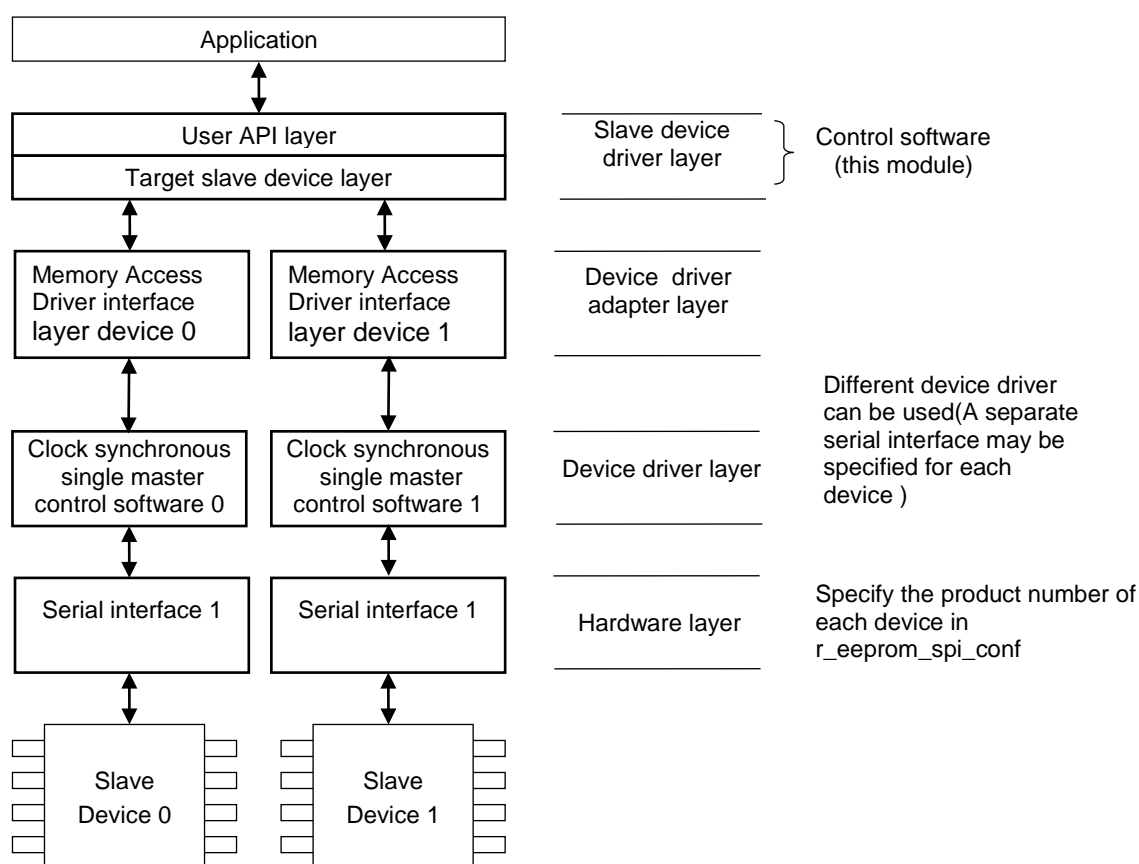 Application
User API layer
Target slave device layer
Slave device
driver layer
Control software
(this module)
Memory Access
Driver interface
layer device 0
Memory Access
Driver interface
layer device 1
Device driver
adapter layer
Different device driver
can be used(A separate
serial interface may be
specified for each
device )
Clock synchronous
single master
control software 0
Clock synchronous
single master
control software 1
Device driver layer
Serial interface 1
Serial interface 1
Hardware layer
Specify the product number of
each device in
r_eeprom_spi_conf
Slave
Device 0
Slave
Device 1